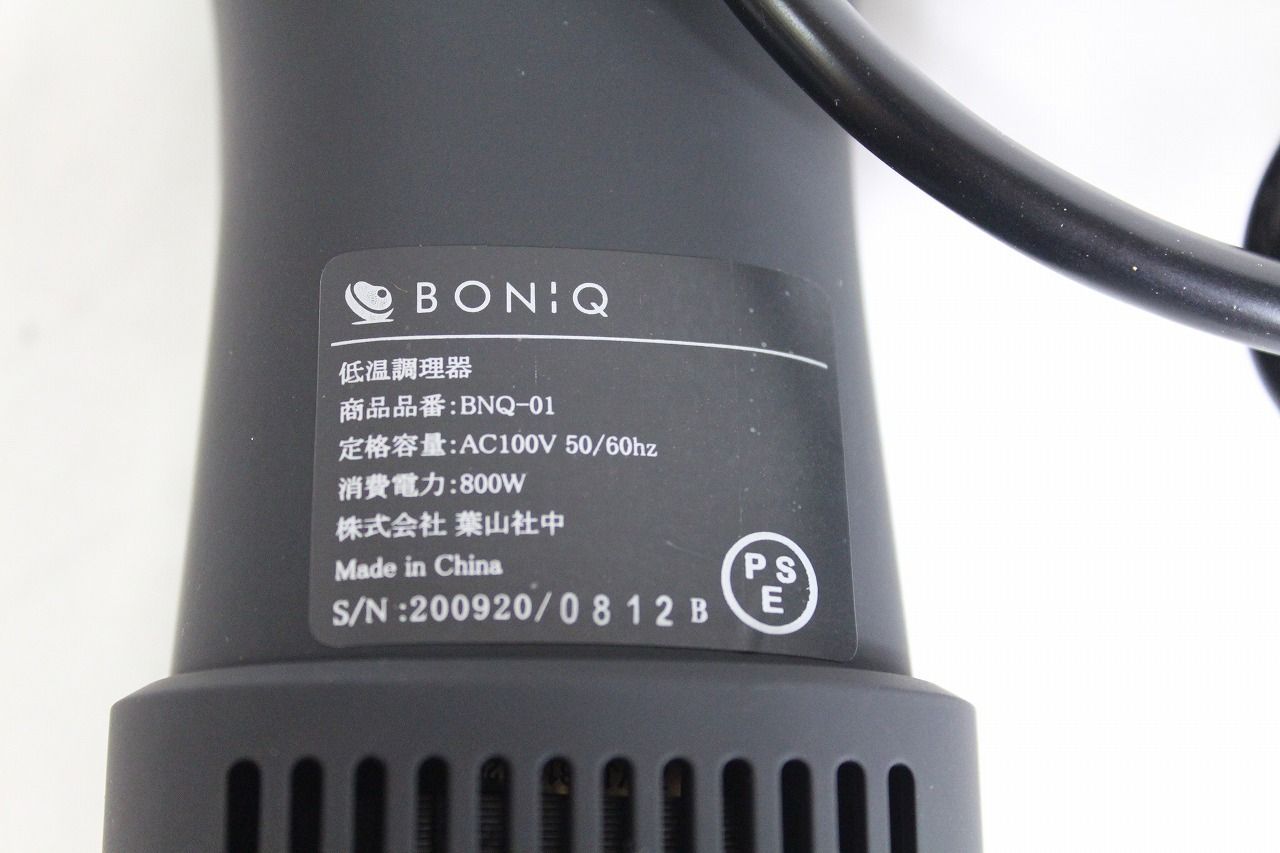 BONIQ
低温調理器
商品品番:BNQ-01
定格容量:AC100V 50/60hz
消費電力:800W
株式会社 葉山社中
Made in China
S/N :200920/0812 B
PSE